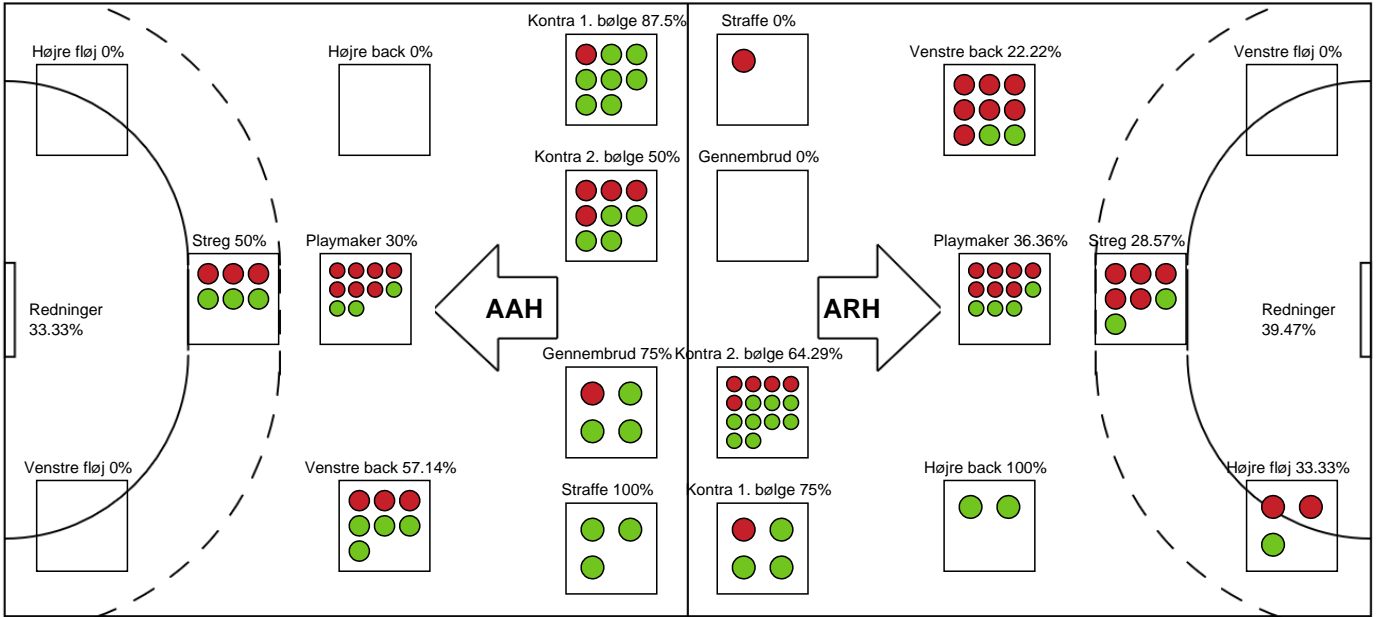 Kontra 1. bølge 87.5%
Straffe 0%
Højre fløj 0%
Højre back 0%
Venstre back 22.22%
Venstre fløj 0%
Kontra 2. bølge 50%
Gennembrud 0%
Streg 50%
Playmaker 30%
Playmaker 36.36%
Streg 28.57%
Redninger
33.33%
AAH
ARH
Redninger
39.47%
Gennembrud 75%
Kontra 2. bølge 64.29%
Venstre fløj 0%
Venstre back 57.14%
Højre back 100%
Højre fløj 33.33%
Straffe 100%
Kontra 1. bølge 75%